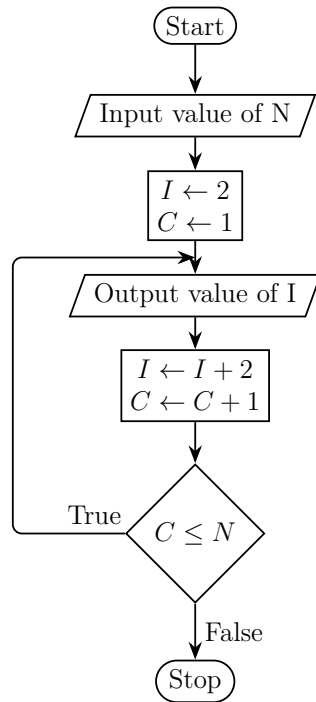 Start
Input value of N
I ← 2
C ← 1
Output value of I
I ← I + 2
C ← C + 1
C ≤ N
True
False
Stop